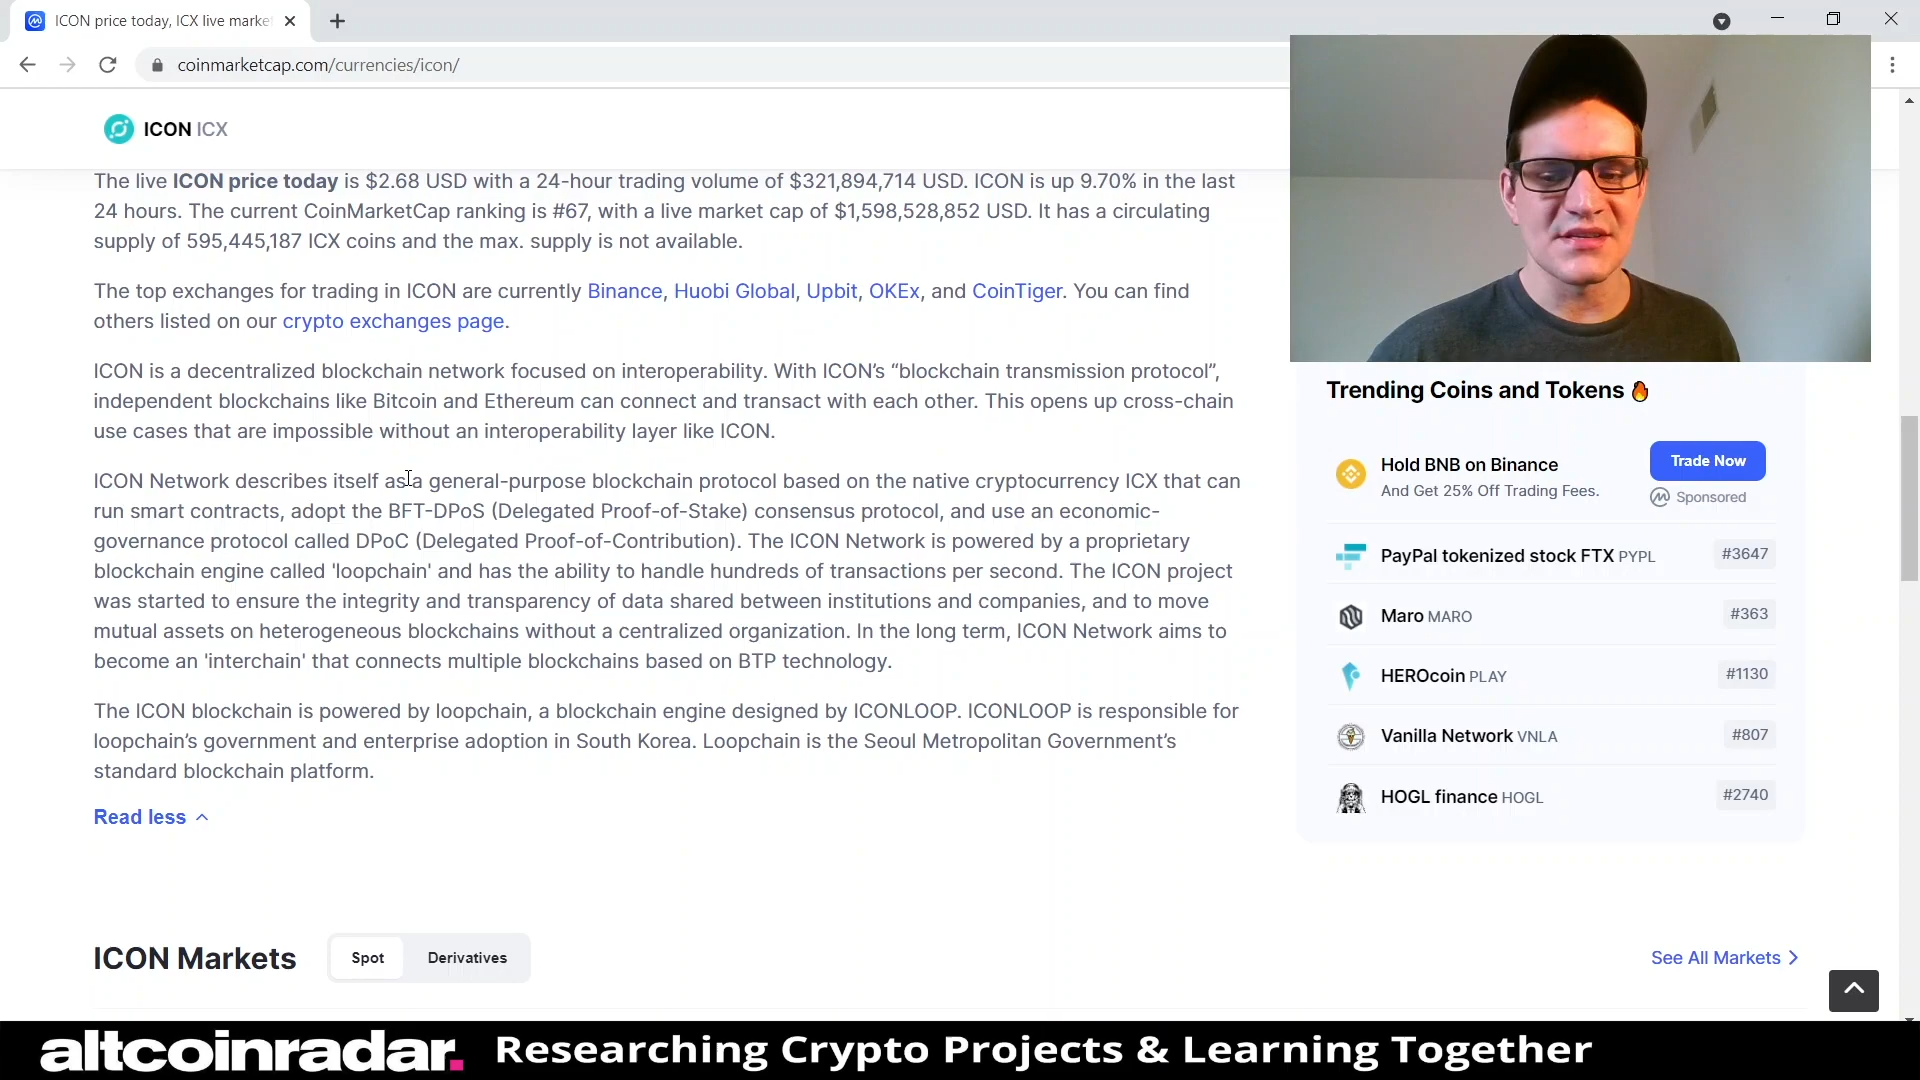 ICON price today, ICX live marke
coinmarketcap.com/currencies/icon/
ICON ICX
The live ICON price today is $2.68 USD with a 24-hour trading volume of $321,894,714 USD. ICON is up 9.70% in the last
24 hours. The current CoinMarketCap ranking is #67, with a live market cap of $1,598,528,852 USD. It has a circulating
supply of 595,445,187 ICX coins and the max. supply is not available.
The top exchanges for trading in ICON are currently Binance, Huobi Global, Upbit, OKEx, and CoinTiger. You can find
others listed on our crypto exchanges page.
ICON is a decentralized blockchain network focused on interoperability. With ICON’s “blockchain transmission protocol”,
independent blockchains like Bitcoin and Ethereum can connect and transact with each other. This opens up cross-chain
use cases that are impossible without an interoperability layer like ICON.
ICON Network describes itself as a general-purpose blockchain protocol based on the native cryptocurrency ICX that can
run smart contracts, adopt the BFT-DPoS (Delegated Proof-of-Stake) consensus protocol, and use an economic-
governance protocol called DPoC (Delegated Proof-of-Contribution). The ICON Network is powered by a proprietary
blockchain engine called 'loopchain' and has the ability to handle hundreds of transactions per second. The ICON project
was started to ensure the integrity and transparency of data shared between institutions and companies, and to move
mutual assets on heterogeneous blockchains without a centralized organization. In the long term, ICON Network aims to
become an 'interchain' that connects multiple blockchains based on BTP technology.
The ICON blockchain is powered by loopchain, a blockchain engine designed by ICONLOOP. ICONLOOP is responsible for
loopchain’s government and enterprise adoption in South Korea. Loopchain is the Seoul Metropolitan Government’s
standard blockchain platform.
Read less
Trending Coins and Tokens
Hold BNB on Binance
And Get 25% Off Trading Fees.
Trade Now
Sponsored
PayPal tokenized stock FTX PYPL #3647
Maro MARO #363
HEROcoin PLAY #1130
Vanilla Network VNLA #807
HOGL finance HOGL #2740
ICON Markets Spot Derivatives See All Markets
altcoinradar. Researching Crypto Projects & Learning Together